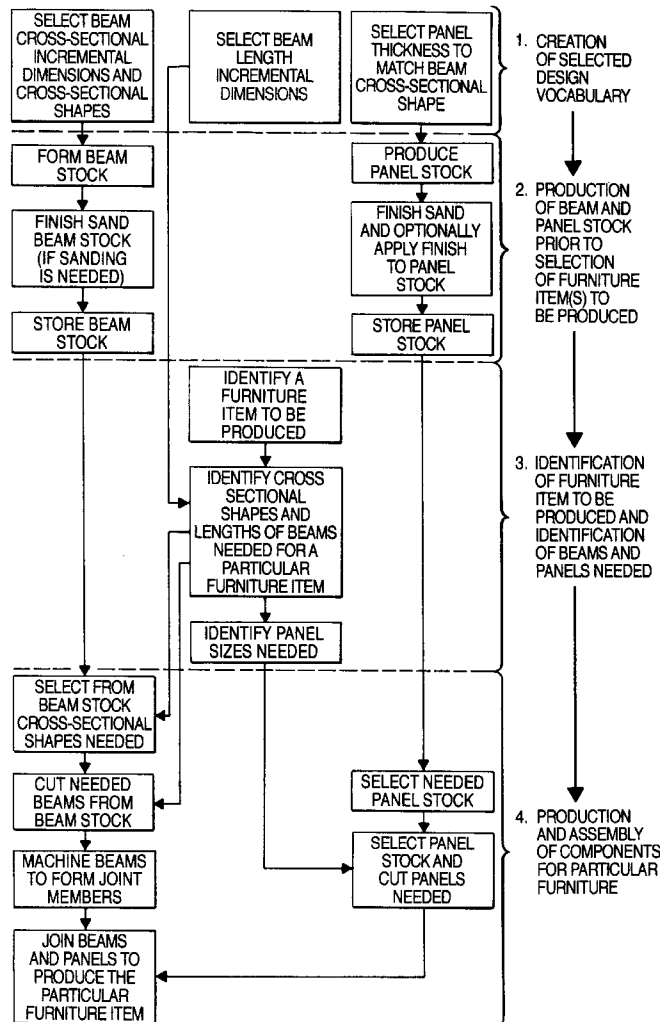 SELECT BEAM
CROSS-SECTIONAL
INCREMENTAL
DIMENSIONS AND
CROSS-SECTIONAL
SHAPES
SELECT BEAM
LENGTH
INCREMENTAL
DIMENSIONS
SELECT PANEL
THICKNESS TO
MATCH BEAM
CROSS-SECTIONAL
SHAPE
1. CREATION
OF SELECTED
DESIGN
VOCABULARY
FORM BEAM
STOCK
FINISH SAND
BEAM STOCK
(IF SANDING
IS NEEDED)
STORE BEAM
STOCK
PRODUCE
PANEL STOCK
FINISH SAND
AND OPTIONALLY
APPLY FINISH
TO PANEL
STOCK
STORE PANEL
STOCK
2. PRODUCTION
OF BEAM AND
PANEL STOCK
PRIOR TO
SELECTION
OF FURNITURE
ITEM(S) TO
BE PRODUCED
IDENTIFY A
FURNITURE
ITEM TO BE
PRODUCED
IDENTIFY CROSS
SECTIONAL
SHAPES AND
LENGTHS OF BEAMS
NEEDED FOR A
PARTICULAR
FURNITURE ITEM
IDENTIFY PANEL
SIZES NEEDED
3. IDENTIFICATION
OF FURNITURE
ITEM TO BE
PRODUCED AND
IDENTIFICATION
OF BEAMS AND
PANELS NEEDED
SELECT FROM
BEAM STOCK
CROSS-SECTIONAL
SHAPES NEEDED
CUT NEEDED
BEAMS FROM
BEAM STOCK
MACHINE BEAMS
TO FORM JOINT
MEMBERS
JOIN BEAMS
AND PANELS TO
PRODUCE THE
PARTICULAR
FURNITURE ITEM
SELECT NEEDED
PANEL STOCK
SELECT PANEL
STOCK AND
CUT PANELS
NEEDED
4. PRODUCTION
AND ASSEMBLY
OF COMPONENTS
FOR PARTICULAR
FURNITURE